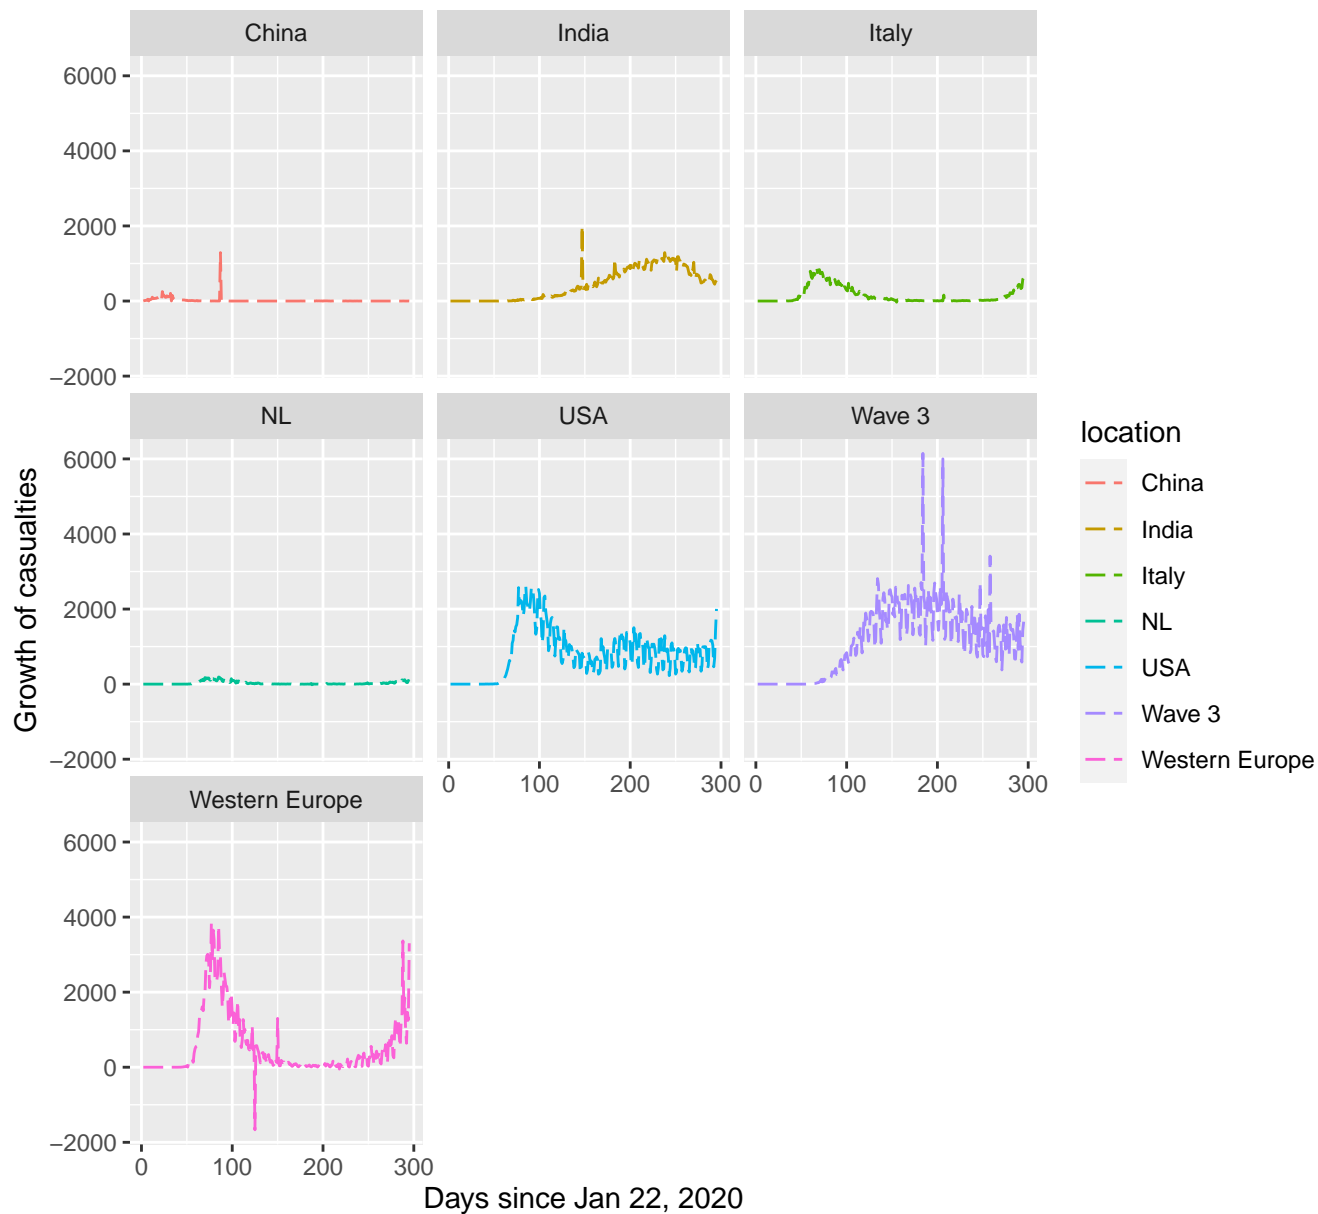 China India Italy
6000
4000
2000
0
−2000
NL USA Wave 3
6000
4000
2000
0
−2000
0 100 200 300 0 100 200 300
Western Europe
6000
4000
2000
0
−2000
0 100 200 300
Days since Jan 22, 2020
Growth of casualties
location
China
India
Italy
NL
USA
Wave 3
Western Europe